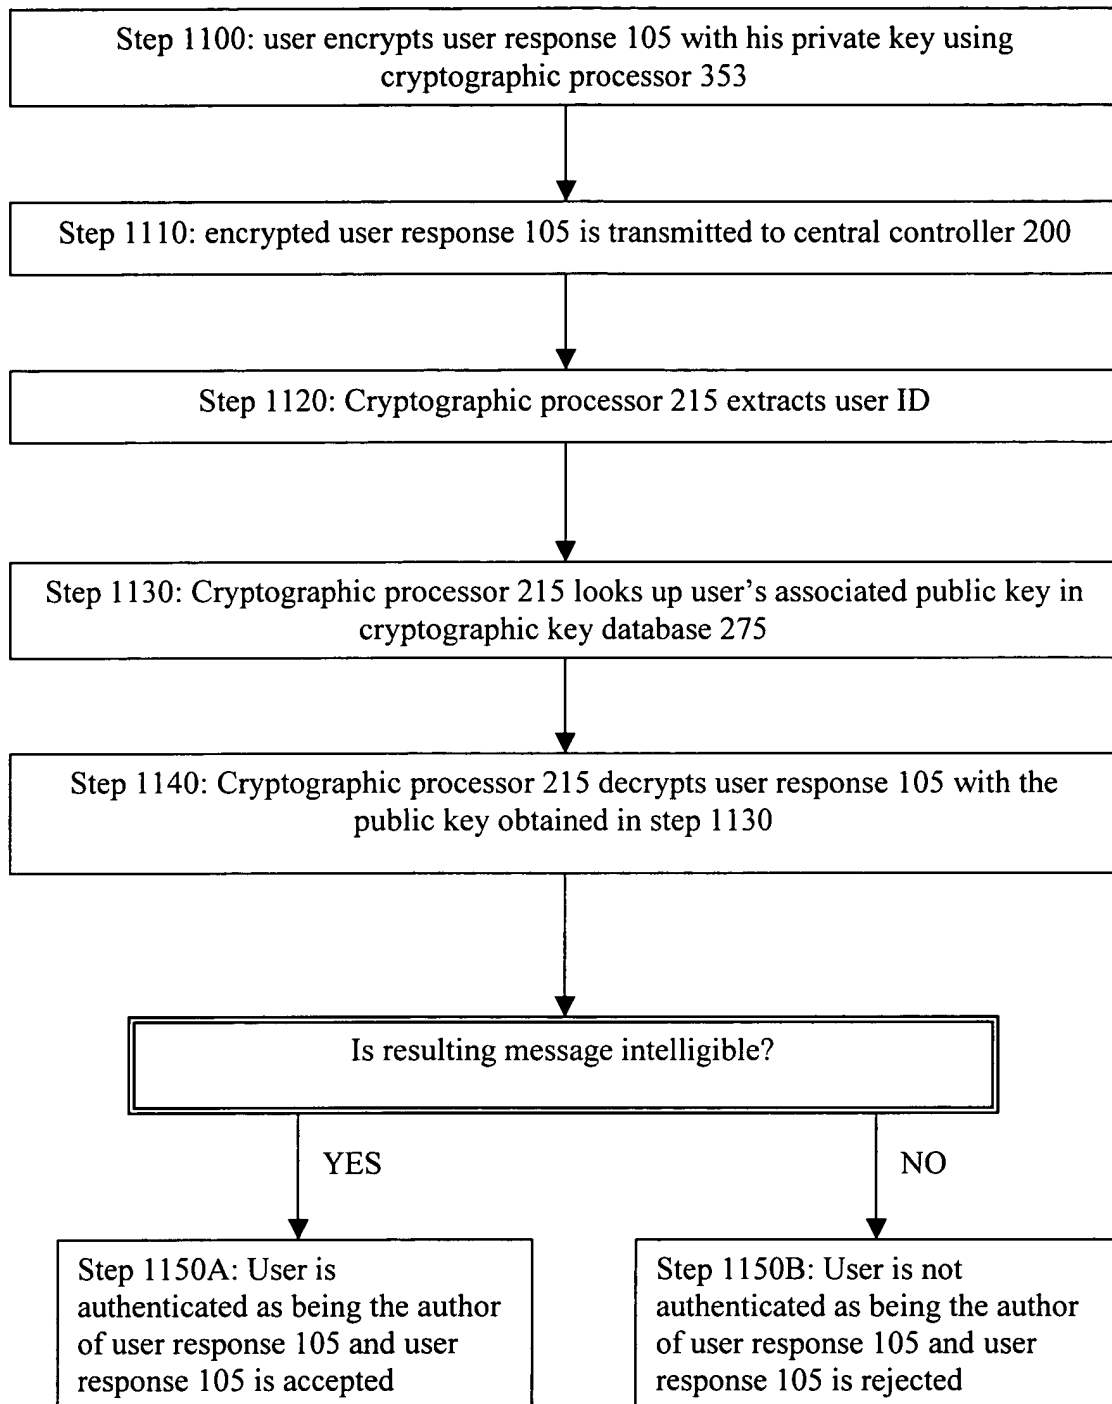 Step 1100: user encrypts user response 105 with his private key using
cryptographic processor 353
Step 1110: encrypted user response 105 is transmitted to central controller 200
Step 1120: Cryptographic processor 215 extracts user ID
Step 1130: Cryptographic processor 215 looks up user's associated public key in
cryptographic key database 275
Step 1140: Cryptographic processor 215 decrypts user response 105 with the
public key obtained in step 1130
Is resulting message intelligible?
YES
NO
Step 1150A: User is
authenticated as being the author
of user response 105 and user
response 105 is accepted
Step 1150B: User is not
authenticated as being the author
of user response 105 and user
response 105 is rejected